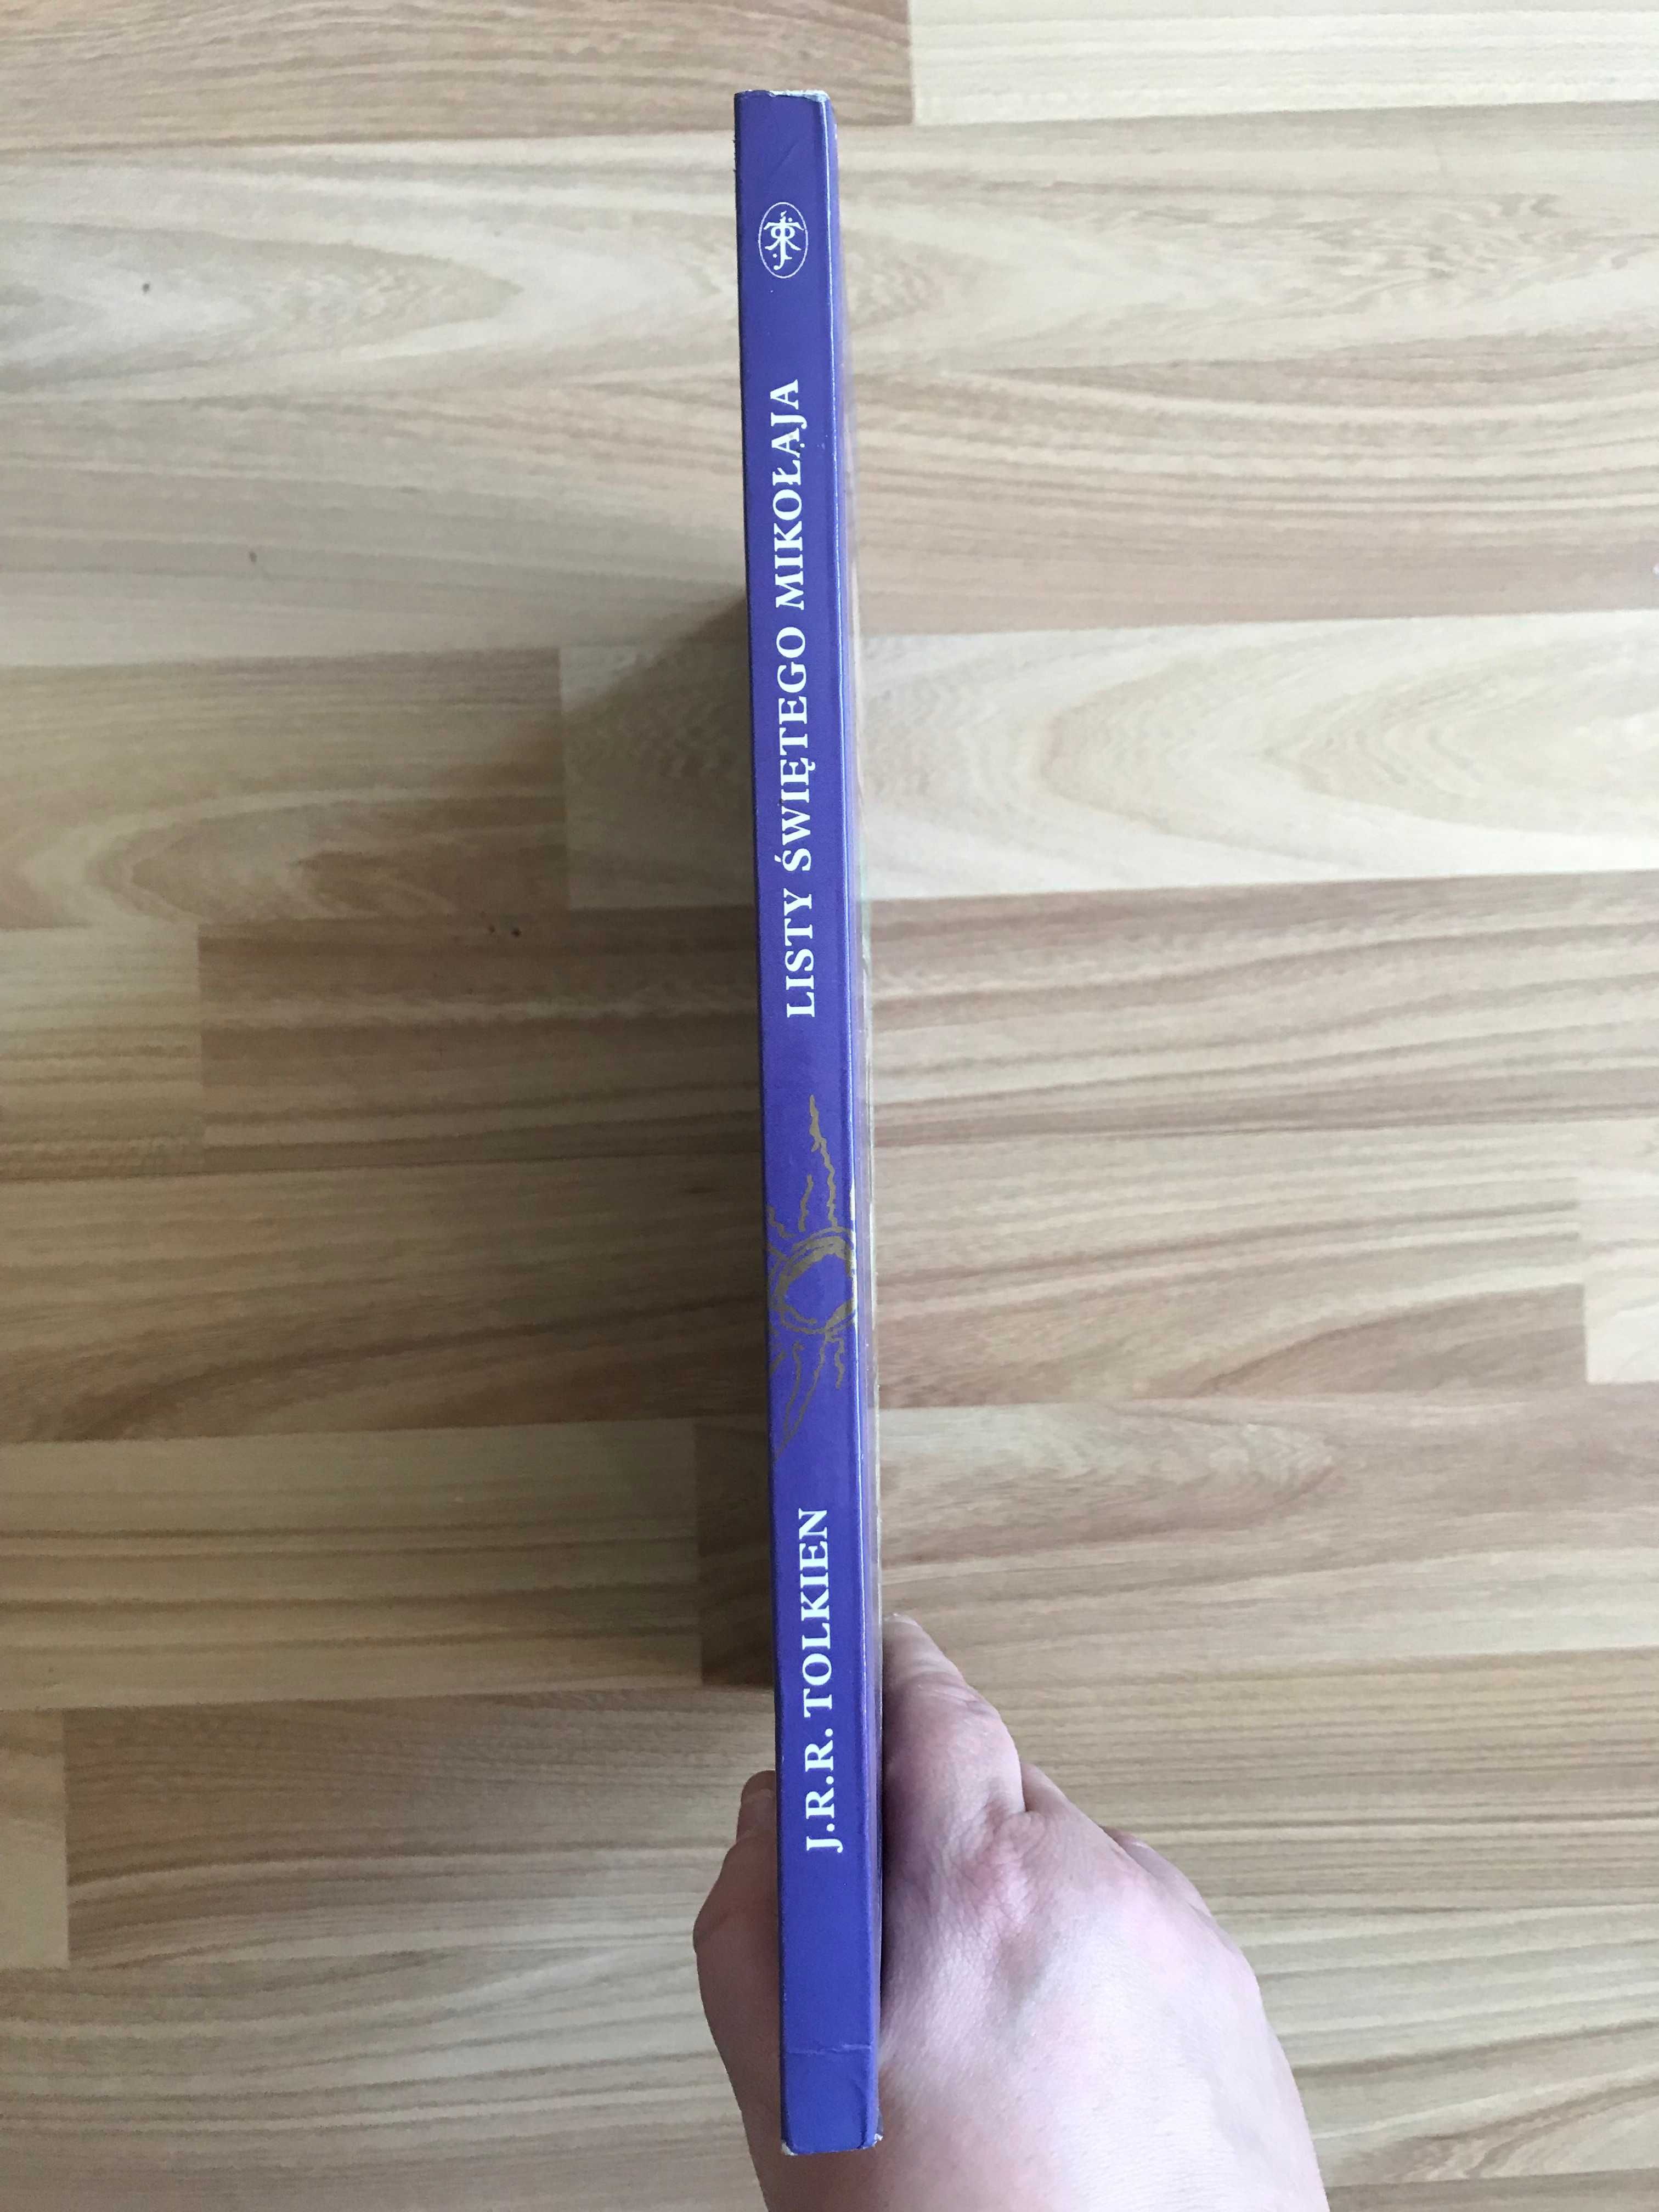 J.R.R. TOLKIEN
LISTY ŚWIĘTEGO MIKOŁAJA